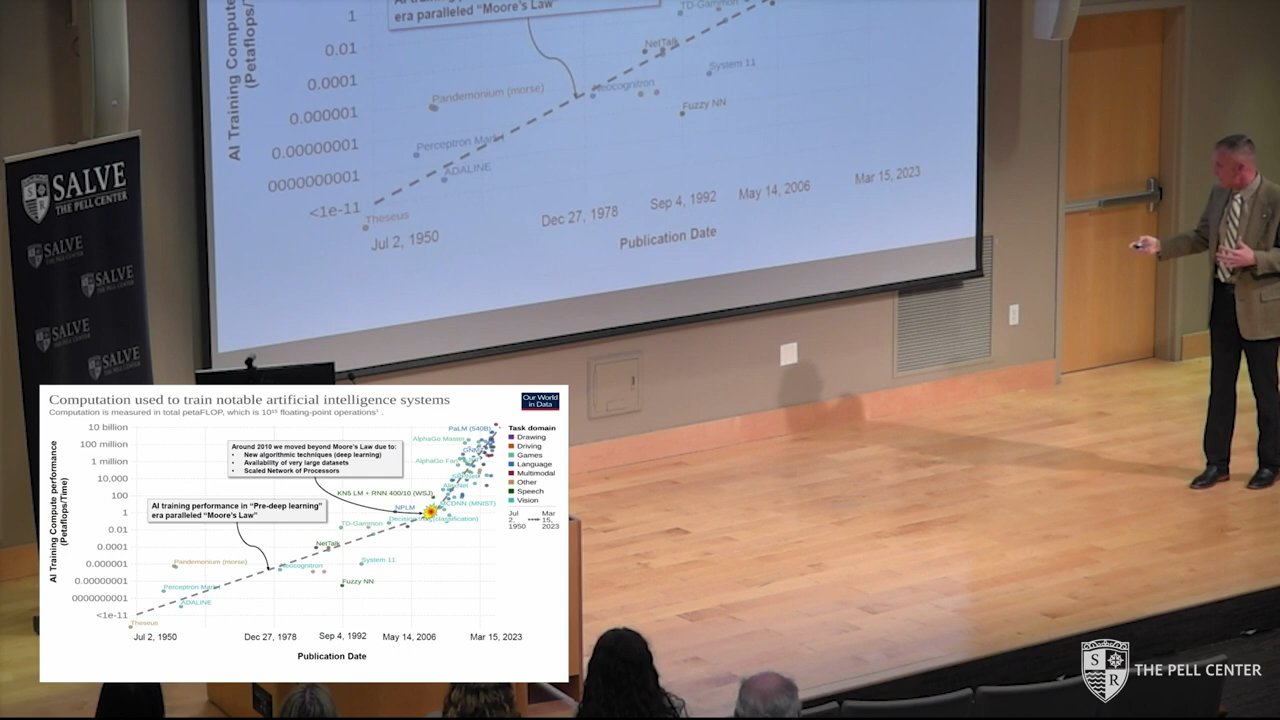 era paralleled "Moore's Law"
1
0.01
0.0001
0.000001
0.00000001
0000000001
<1e-11
AI Training Compute
(Petaflops/
TD-Gammon
NetTalk
System 11
Neocognitron
Pandemonium (morse)
Fuzzy NN
Perceptron Mark
ADALINE
Theseus
Jul 2, 1950
Dec 27, 1978
Sep 4, 1992
May 14, 2006
Mar 15, 2023
Publication Date
SALVE
THE PELL CENTER
S
R
SALVE
SALVE
SALVE
SALVE
Computation used to train notable artificial intelligence systems
Computation is measured in total petaFLOP, which is 10¹⁵ floating-point operations¹ .
Our World
in Data
AI Training Compute performance
(Petaflops/Time)
10 billion
100 million
1 million
10,000
100
1
0.01
0.0001
0.000001
0.00000001
0000000001
<1e-11
Around 2010 we moved beyond Moore's Law due to:
• New algorithmic techniques (deep learning)
• Availability of very large datasets
• Scaled Network of Processors
AI training performance in "Pre-deep learning"
era paralleled "Moore's Law"
PaLM (540B)
AlphaGo Master
AlphaGo Fan
AlexNet
KN5 LM + RNN 400/10 (WSJ)
MCDNN (MNIST)
NPLM
Decision tree (classification)
TD-Gammon
NetTalk
System 11
Pandemonium (morse)
Neocognitron
Fuzzy NN
Perceptron Mark
ADALINE
Theseus
Task domain
Drawing
Driving
Games
Language
Multimodal
Other
Speech
Vision
Jul 2, 1950
Mar 15, 2023
Jul 2, 1950
Dec 27, 1978
Sep 4, 1992
May 14, 2006
Mar 15, 2023
Publication Date
S
R
THE PELL CENTER